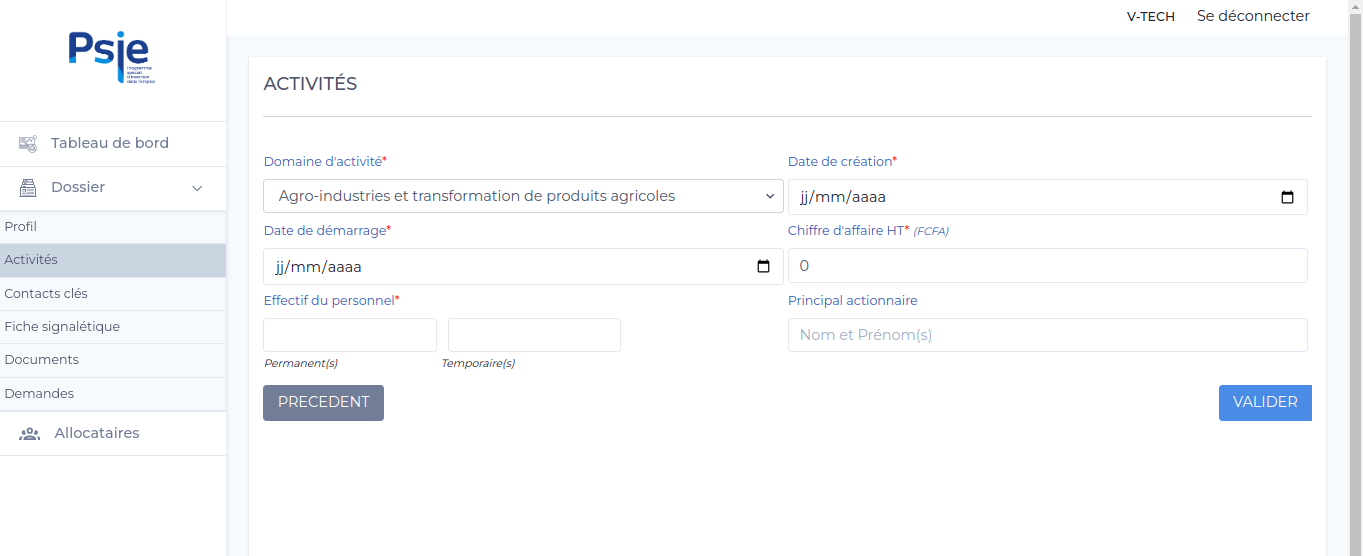 V-TECH Se déconnecter
Psie
Programme
spécial
d'insertion
dans l'emploi
Tableau de bord
Dossier
Profil
Activités
Contacts clés
Fiche signalétique
Documents
Demandes
Allocataires
ACTIVITÉS
Domaine d'activité* Date de création*
Agro-industries et transformation de produits agricoles jj/mm/aaaa
Date de démarrage* Chiffre d'affaire HT* (FCFA)
jj/mm/aaaa 0
Effectif du personnel* Principal actionnaire
Nom et Prénom(s)
Permanent(s) Temporaire(s)
PRECEDENT VALIDER